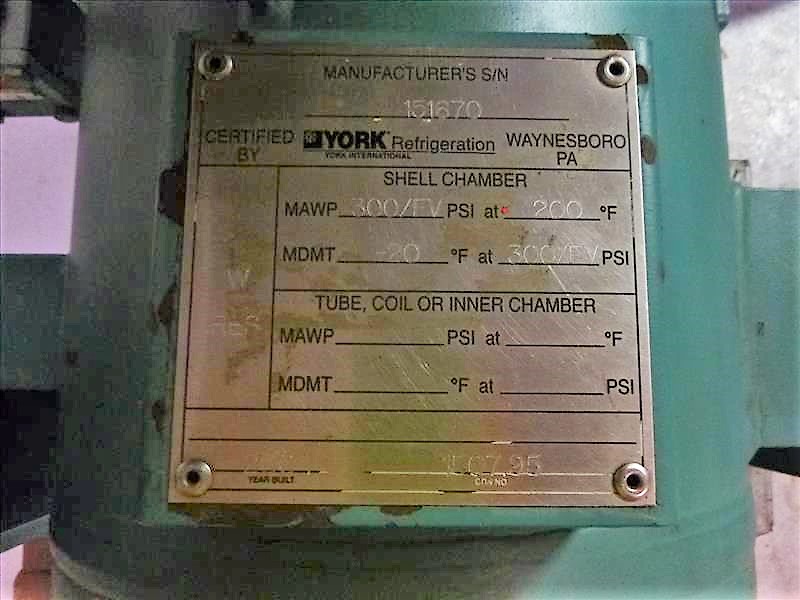 MANUFACTURER'S S/N
151670
CERTIFIED BY YORK Refrigeration WAYNESBORO PA
YORK INTERNATIONAL
SHELL CHAMBER
MAWP 300/FV PSI at 200 °F
MDMT -20 °F at 300/FV PSI
W
TUBE, COIL OR INNER CHAMBER
MAWP PSI at °F
MDMT °F at PSI
YEAR BUILT
CRN NO